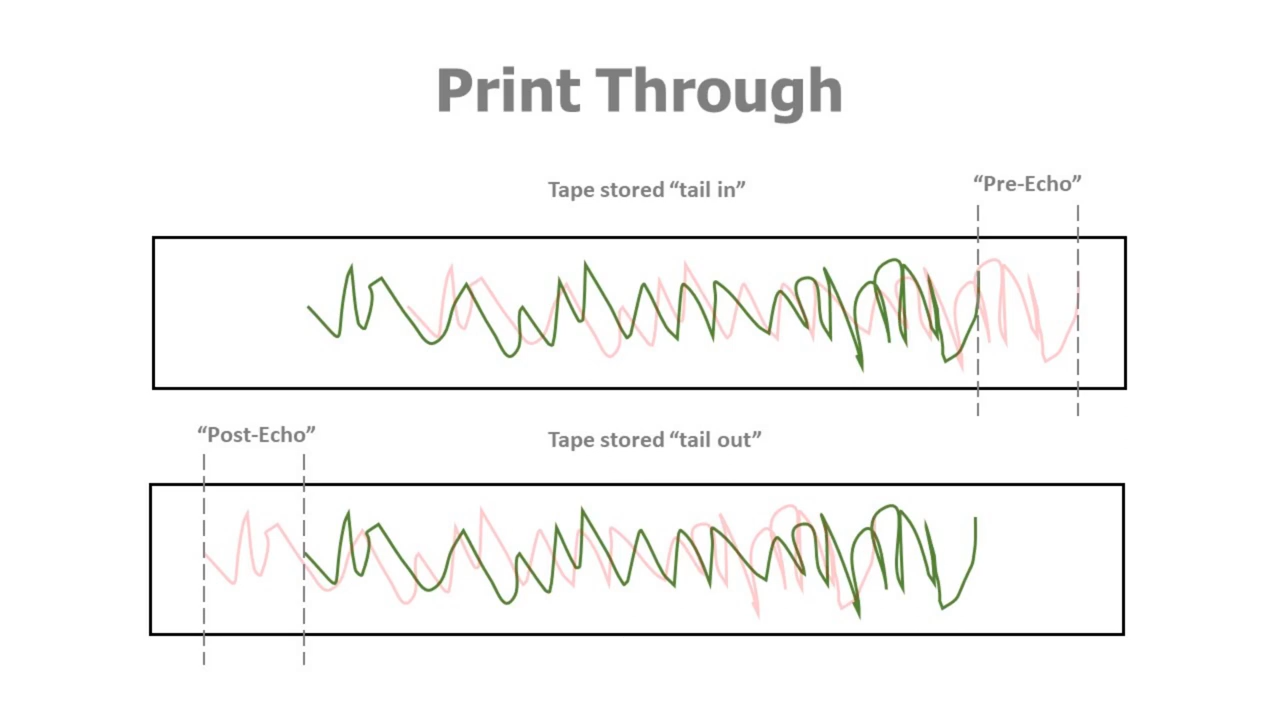 Print Through
Tape stored “tail in”
“Pre-Echo”
“Post-Echo”
Tape stored “tail out”